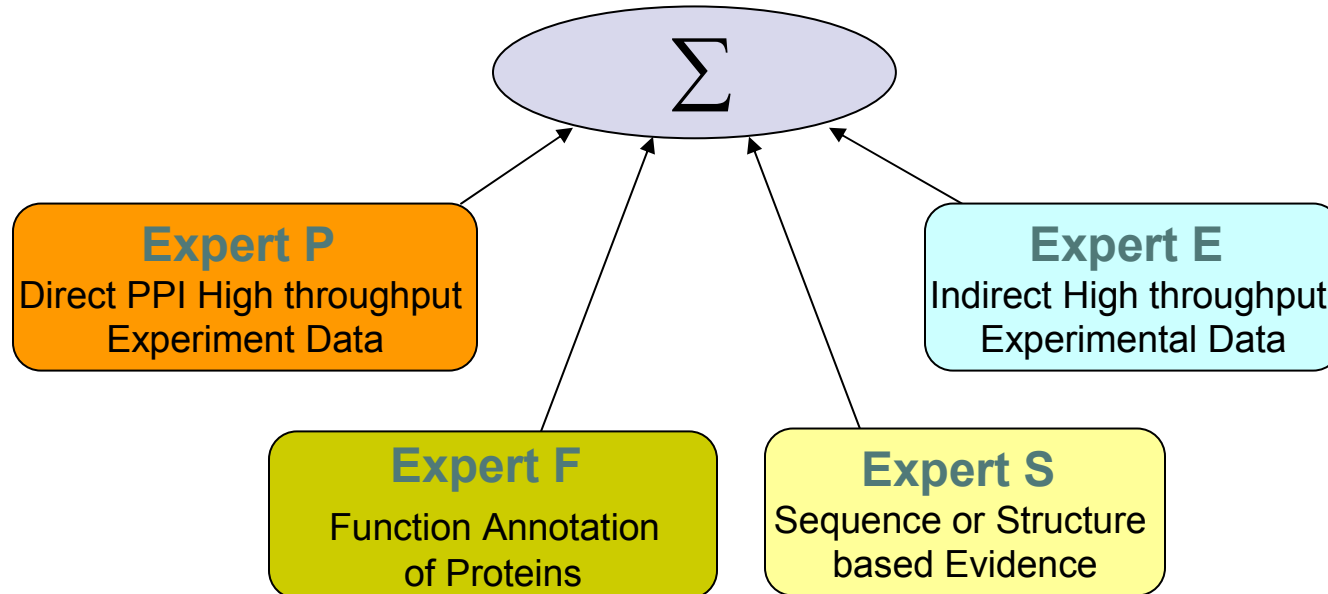 ∑
Expert P
Direct PPI High throughput
Experiment Data
Expert E
Indirect High throughput
Experimental Data
Expert F
Function Annotation
of Proteins
Expert S
Sequence or Structure
based Evidence